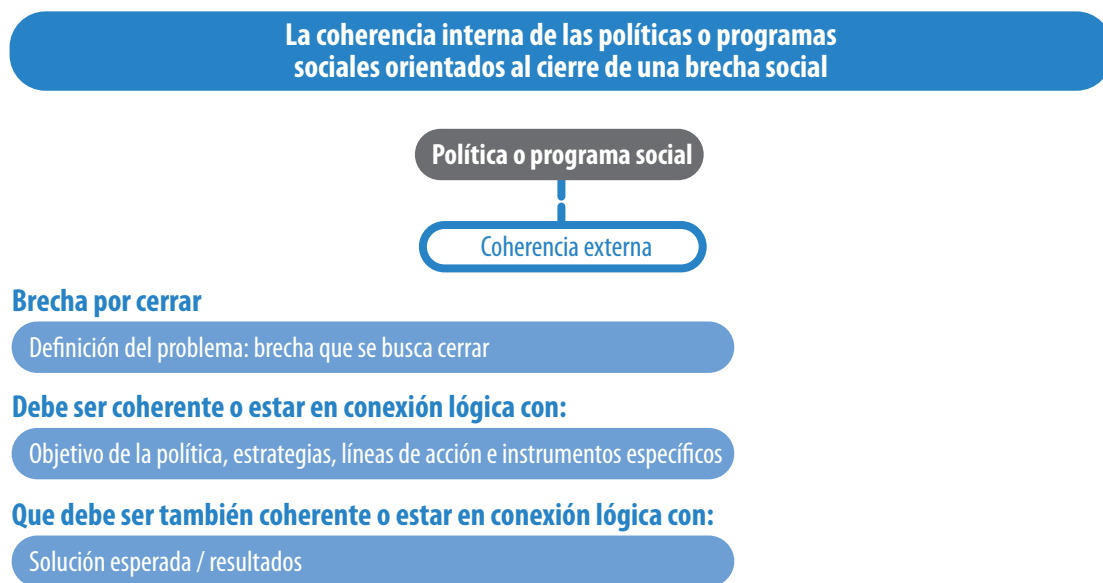 La coherencia interna de las políticas o programas
sociales orientados al cierre de una brecha social
Política o programa social
Coherencia externa
Brecha por cerrar
Definición del problema: brecha que se busca cerrar
Debe ser coherente o estar en conexión lógica con:
Objetivo de la política, estrategias, líneas de acción e instrumentos específicos
Que debe ser también coherente o estar en conexión lógica con:
Solución esperada / resultados